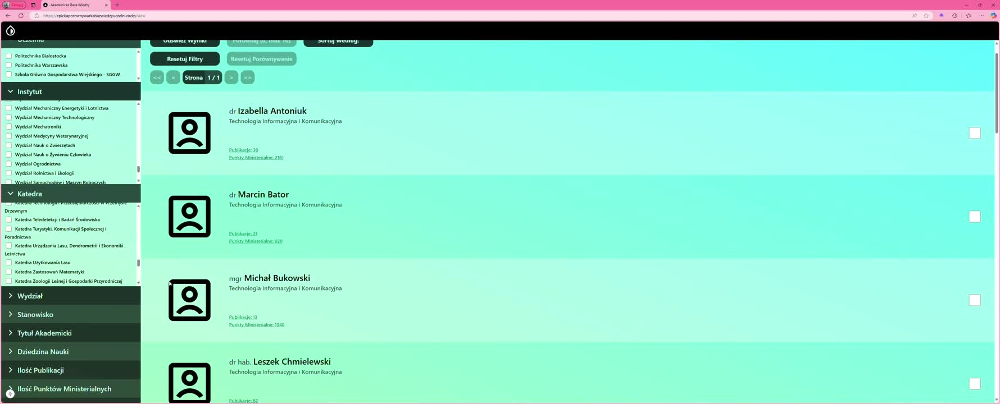 Zaloguj
Akademicka Baza Wiedzy
https://epickaporownywarkabazwiedzyuczelni.rocks/view
Uczelnia
Politechnika Białostocka
Politechnika Warszawska
Szkoła Główna Gospodarstwa Wiejskiego - SGGW
Instytut
Wydział Mechaniczny Energetyki i Lotnictwa
Wydział Mechaniczny Technologiczny
Wydział Mechatroniki
Wydział Medycyny Weterynaryjnej
Wydział Nauk o Zwierzętach
Wydział Nauk o Żywieniu Człowieka
Wydział Ogrodnictwa
Wydział Rolnictwa i Ekologii
Wydział Samochodów i Maszyn Roboczych
Katedra
Katedra Technologii i Przedsiębiorczości w Przemyśle
Drzewnym
Katedra Teledetekcji i Badań Środowiska
Katedra Turystyki, Komunikacji Społecznej i
Poradnictwa
Katedra Urządzania Lasu, Dendrometrii i Ekonomiki
Leśnictwa
Katedra Użytkowania Lasu
Katedra Zastosowań Matematyki
Katedra Zoologii Leśnej i Gospodarki Przyrodniczej
Wydział
Stanowisko
Tytuł Akademicki
Dziedzina Nauki
Ilość Publikacji
Ilość Punktów Ministerialnych
Odśwież Wyniki
Porównaj (0, max 10)
Sortuj Według:
Resetuj Filtry
Resetuj Porównywanie
<< < Strona 1 / 1 > >>
dr Izabella Antoniuk
Technologia Informacyjna i Komunikacyjna
Publikacje: 30
Punkty Ministerialne: 2161
dr Marcin Bator
Technologia Informacyjna i Komunikacyjna
Publikacje: 21
Punkty Ministerialne: 920
mgr Michał Bukowski
Technologia Informacyjna i Komunikacyjna
Publikacje: 13
Punkty Ministerialne: 1340
dr hab. Leszek Chmielewski
Technologia Informacyjna i Komunikacyjna
Publikacje: 82